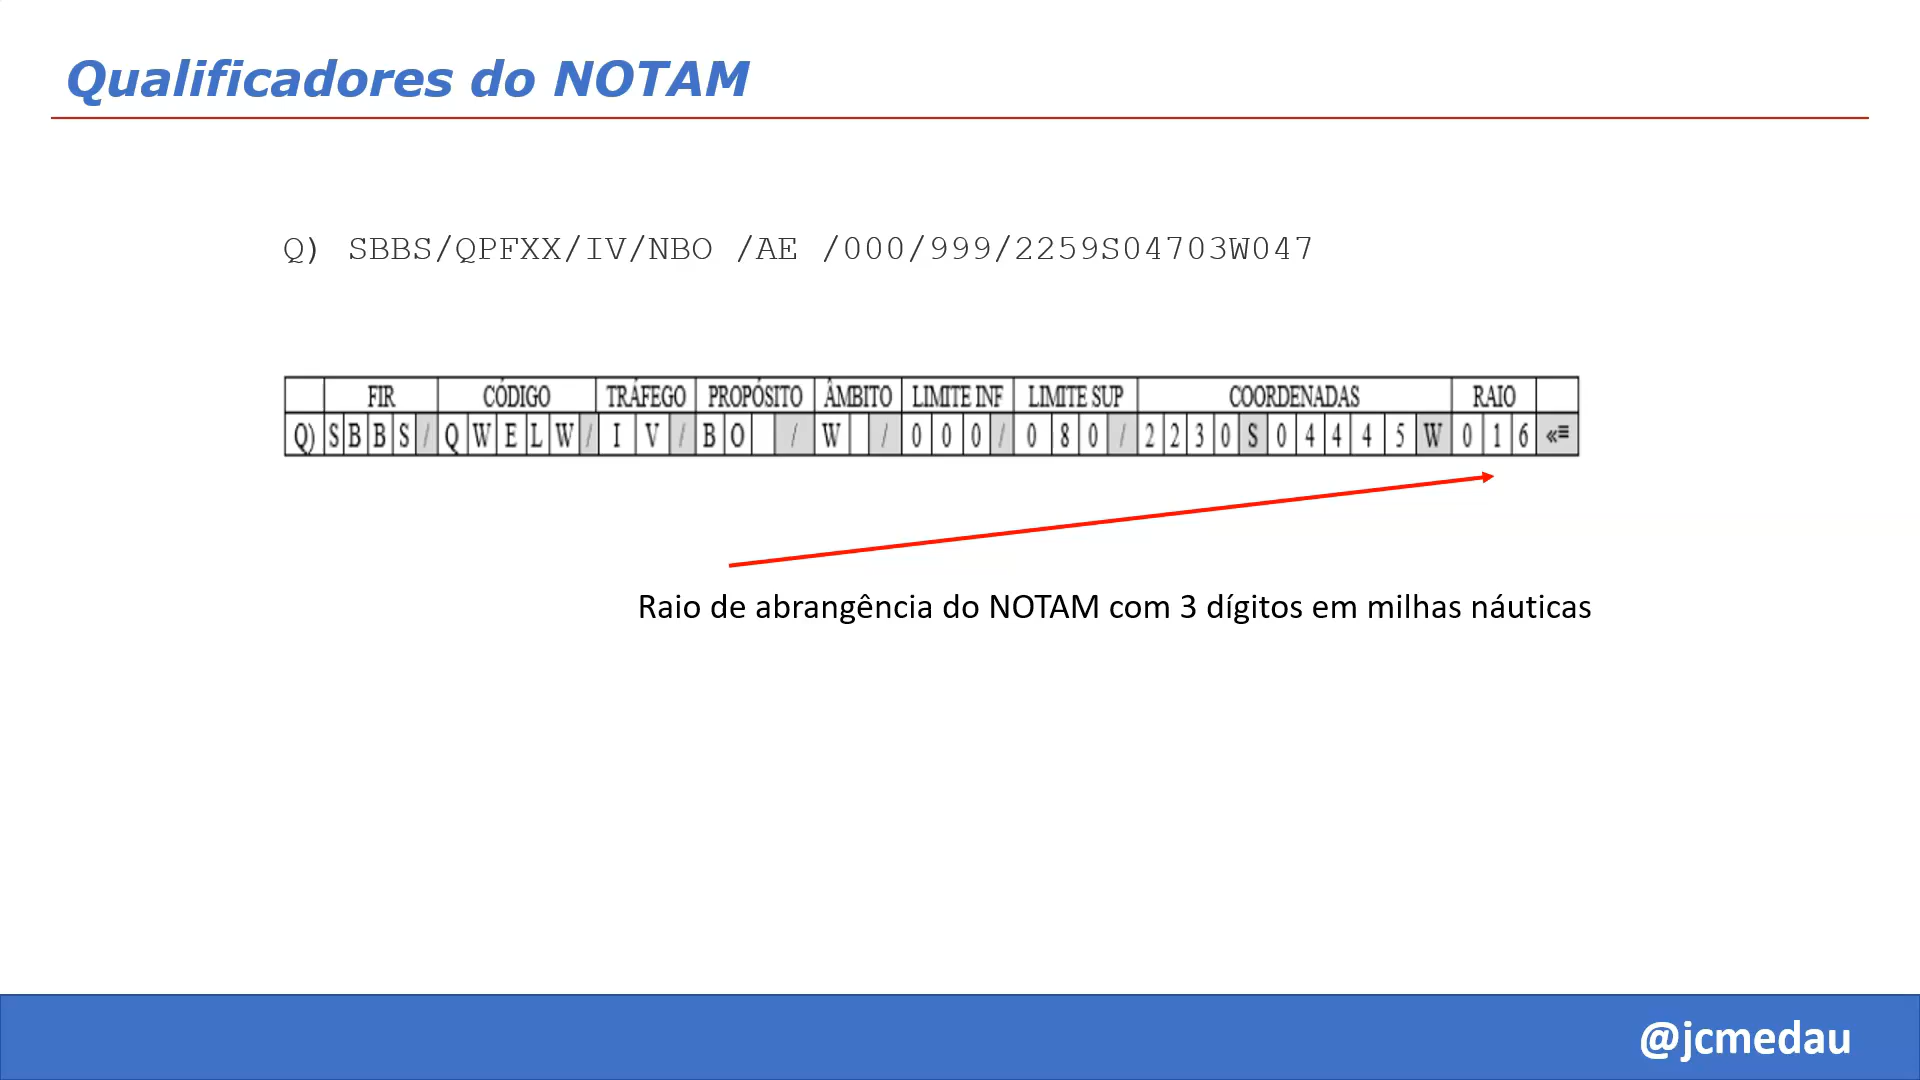 Qualificadores do NOTAM
Q) SBBS/QPFXX/IV/NBO /AE /000/999/2259S04703W047
FIR CÓDIGO TRÁFEGO PROPÓSITO ÂMBITO LIMITE INF LIMITE SUP COORDENADAS RAIO
Q) S B B S / Q W E L W / I V / B O / W / 0 0 0 / 0 8 0 / 2 2 3 0 S 0 4 4 4 5 W 0 1 6 «≡
Raio de abrangência do NOTAM com 3 dígitos em milhas náuticas
@jcmedau